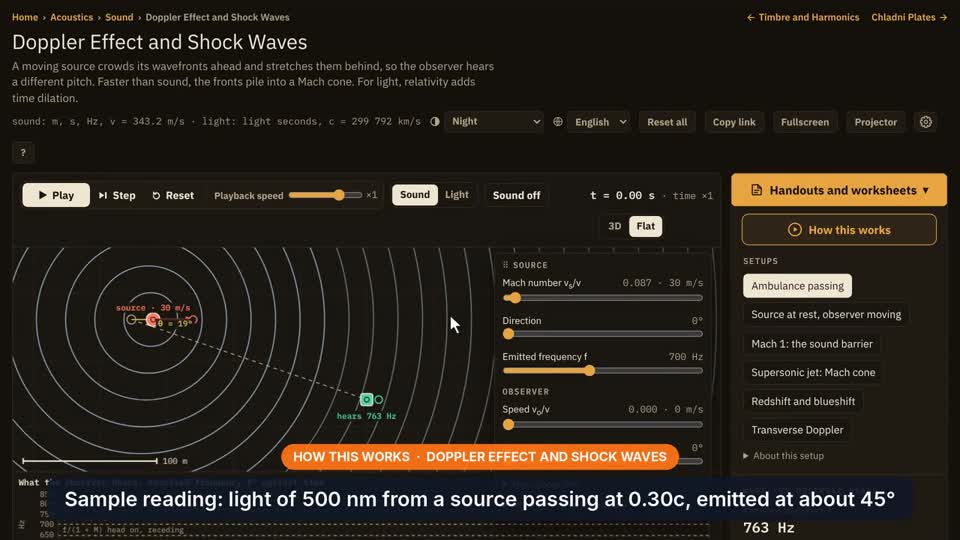 Home › Acoustics › Sound › Doppler Effect and Shock Waves
← Timbre and Harmonics Chladni Plates →
Doppler Effect and Shock Waves
A moving source crowds its wavefronts ahead and stretches them behind, so the observer hears
a different pitch. Faster than sound, the fronts pile into a Mach cone. For light, relativity adds
time dilation.
sound: m, s, Hz, v = 343.2 m/s · light: light seconds, c = 299 792 km/s
Night English Reset all Copy link Fullscreen Projector
?
Play Step Reset Playback speed ×1 Sound Light Sound off t = 0.00 s · time ×1
3D Flat
Handouts and worksheets ▾
How this works
SETUPS
Ambulance passing
Source at rest, observer moving
Mach 1: the sound barrier
Supersonic jet: Mach cone
Redshift and blueshift
Transverse Doppler
▸ About this setup
763 Hz
source · 30 m/s
θ = 19°
hears 763 Hz
100 m
SOURCE
Mach number vs/v 0.087 · 30 m/s
Direction 0°
Emitted frequency f 700 Hz
OBSERVER
Speed vo/v 0.000 · 0 m/s
0°
HOW THIS WORKS · DOPPLER EFFECT AND SHOCK WAVES
Sample reading: light of 500 nm from a source passing at 0.30c, emitted at about 45°
Hz
700
650
f/(1 + M) head on, receding